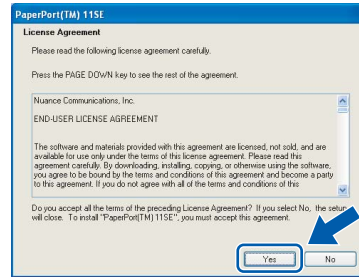 PaperPort(TM) 11SE
License Agreement
Please read the following license agreement carefully.
Press the PAGE DOWN key to see the rest of the agreement.
Nuance Communications, Inc.
END-USER LICENSE AGREEMENT
The software and materials provided with this agreement are licensed, not sold, and are
available for use only under the terms of this license agreement. Please read this
agreement carefully. By downloading, installing, copying, or otherwise using the software,
you agree to be bound by the terms and conditions of this agreement and become a party
to this agreement. If you do not agree with all of the terms and conditions of this
Do you accept all the terms of the preceding License Agreement? If you select No, the setup
will close. To install "PaperPort(TM) 11SE", you must accept this agreement.
Yes
No